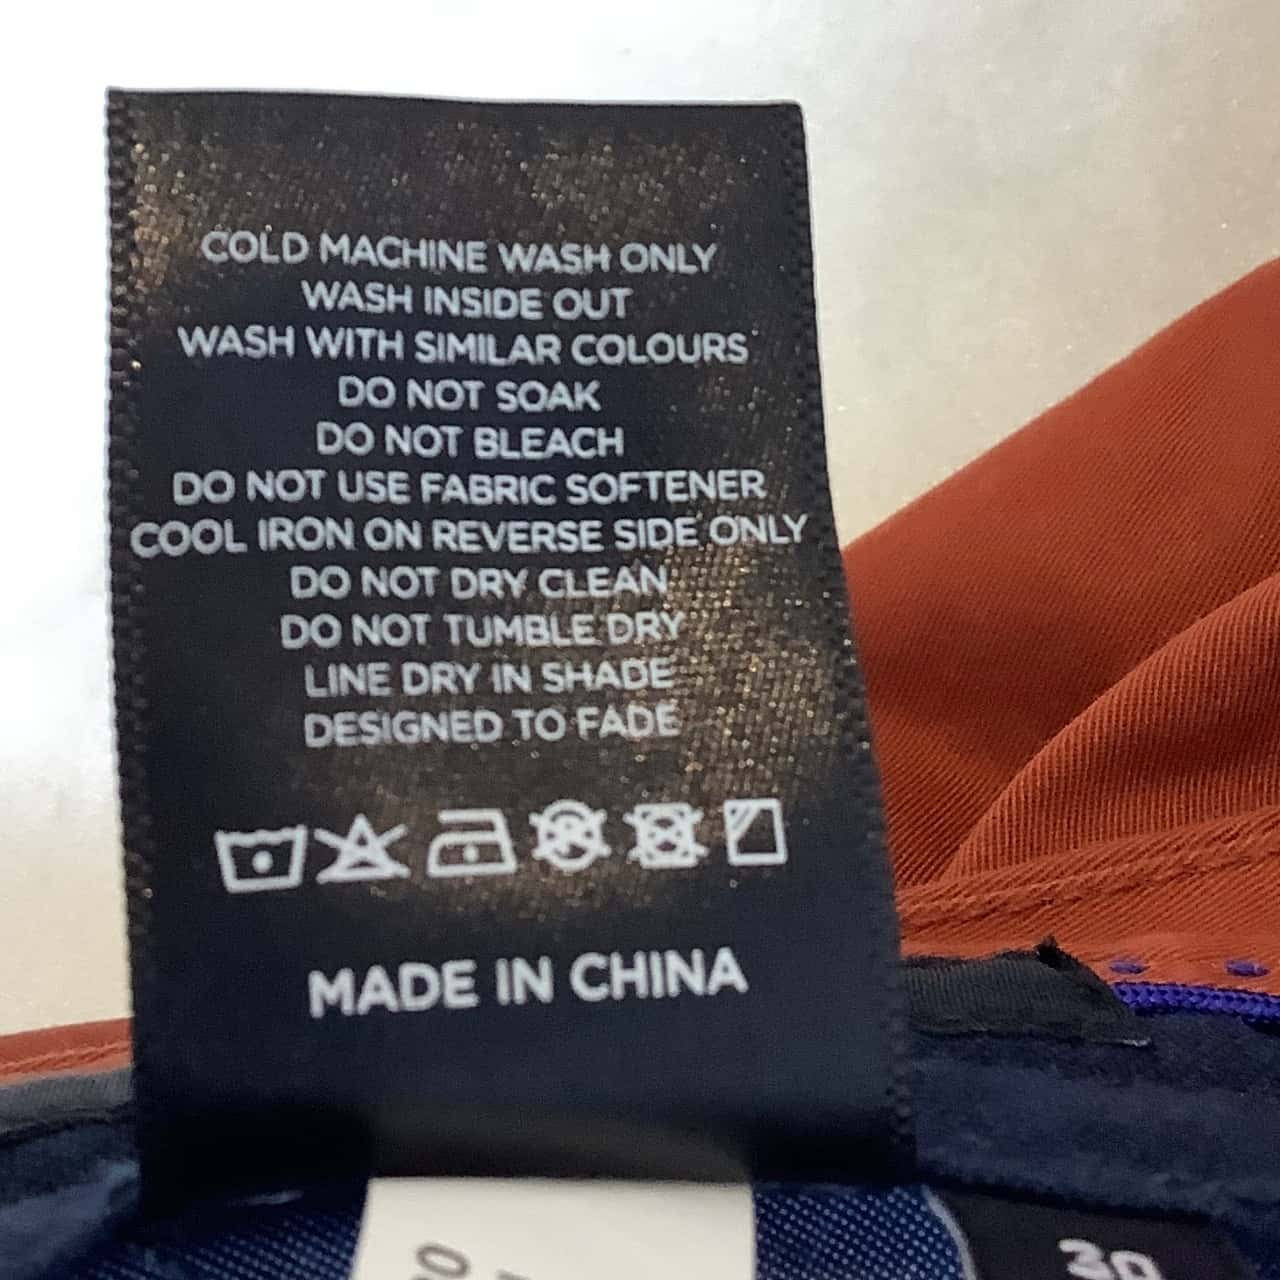 COLD MACHINE WASH ONLY
WASH INSIDE OUT
WASH WITH SIMILAR COLOURS
DO NOT SOAK
DO NOT BLEACH
DO NOT USE FABRIC SOFTENER
COOL IRON ON REVERSE SIDE ONLY
DO NOT DRY CLEAN
DO NOT TUMBLE DRY
LINE DRY IN SHADE
DESIGNED TO FADE
MADE IN CHINA
30